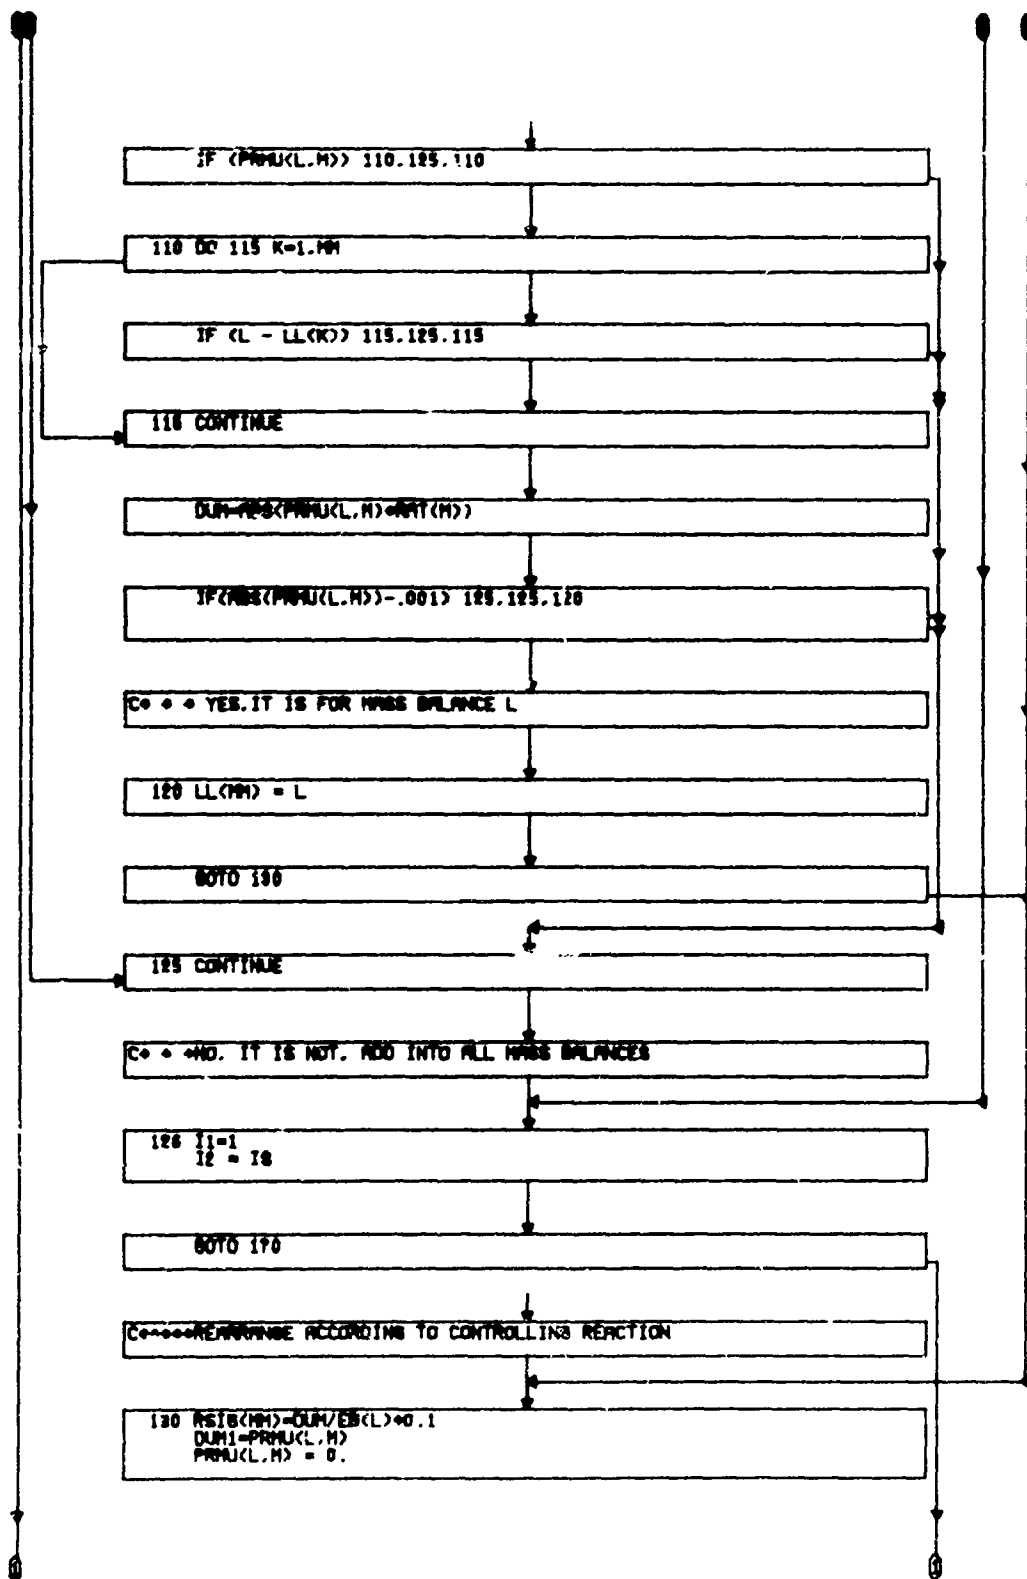 IF (PRMU(L,M)) 110,125,110
110 DO 115 K=1,MM
IF (L - LL(K)) 115,125,115
115 CONTINUE
DUM=ABS(PRMU(L,M)*RAT(M))
IF(ABS(PRMU(L,M))-.001) 125,125,120
C* * * YES,IT IS FOR MASS BALANCE L
120 LL(MM) = L
GOTO 130
125 CONTINUE
C* * *NO, IT IS NOT, ADD INTO ALL MASS BALANCES
126 I1=1
I2 = IS
GOTO 170
C*****REARRANGE ACCORDING TO CONTROLLING REACTION
130 RSIB(MM)=DUM/EB(L)*0.1
DUM1=PRMU(L,M)
PRMU(L,M) = 0.